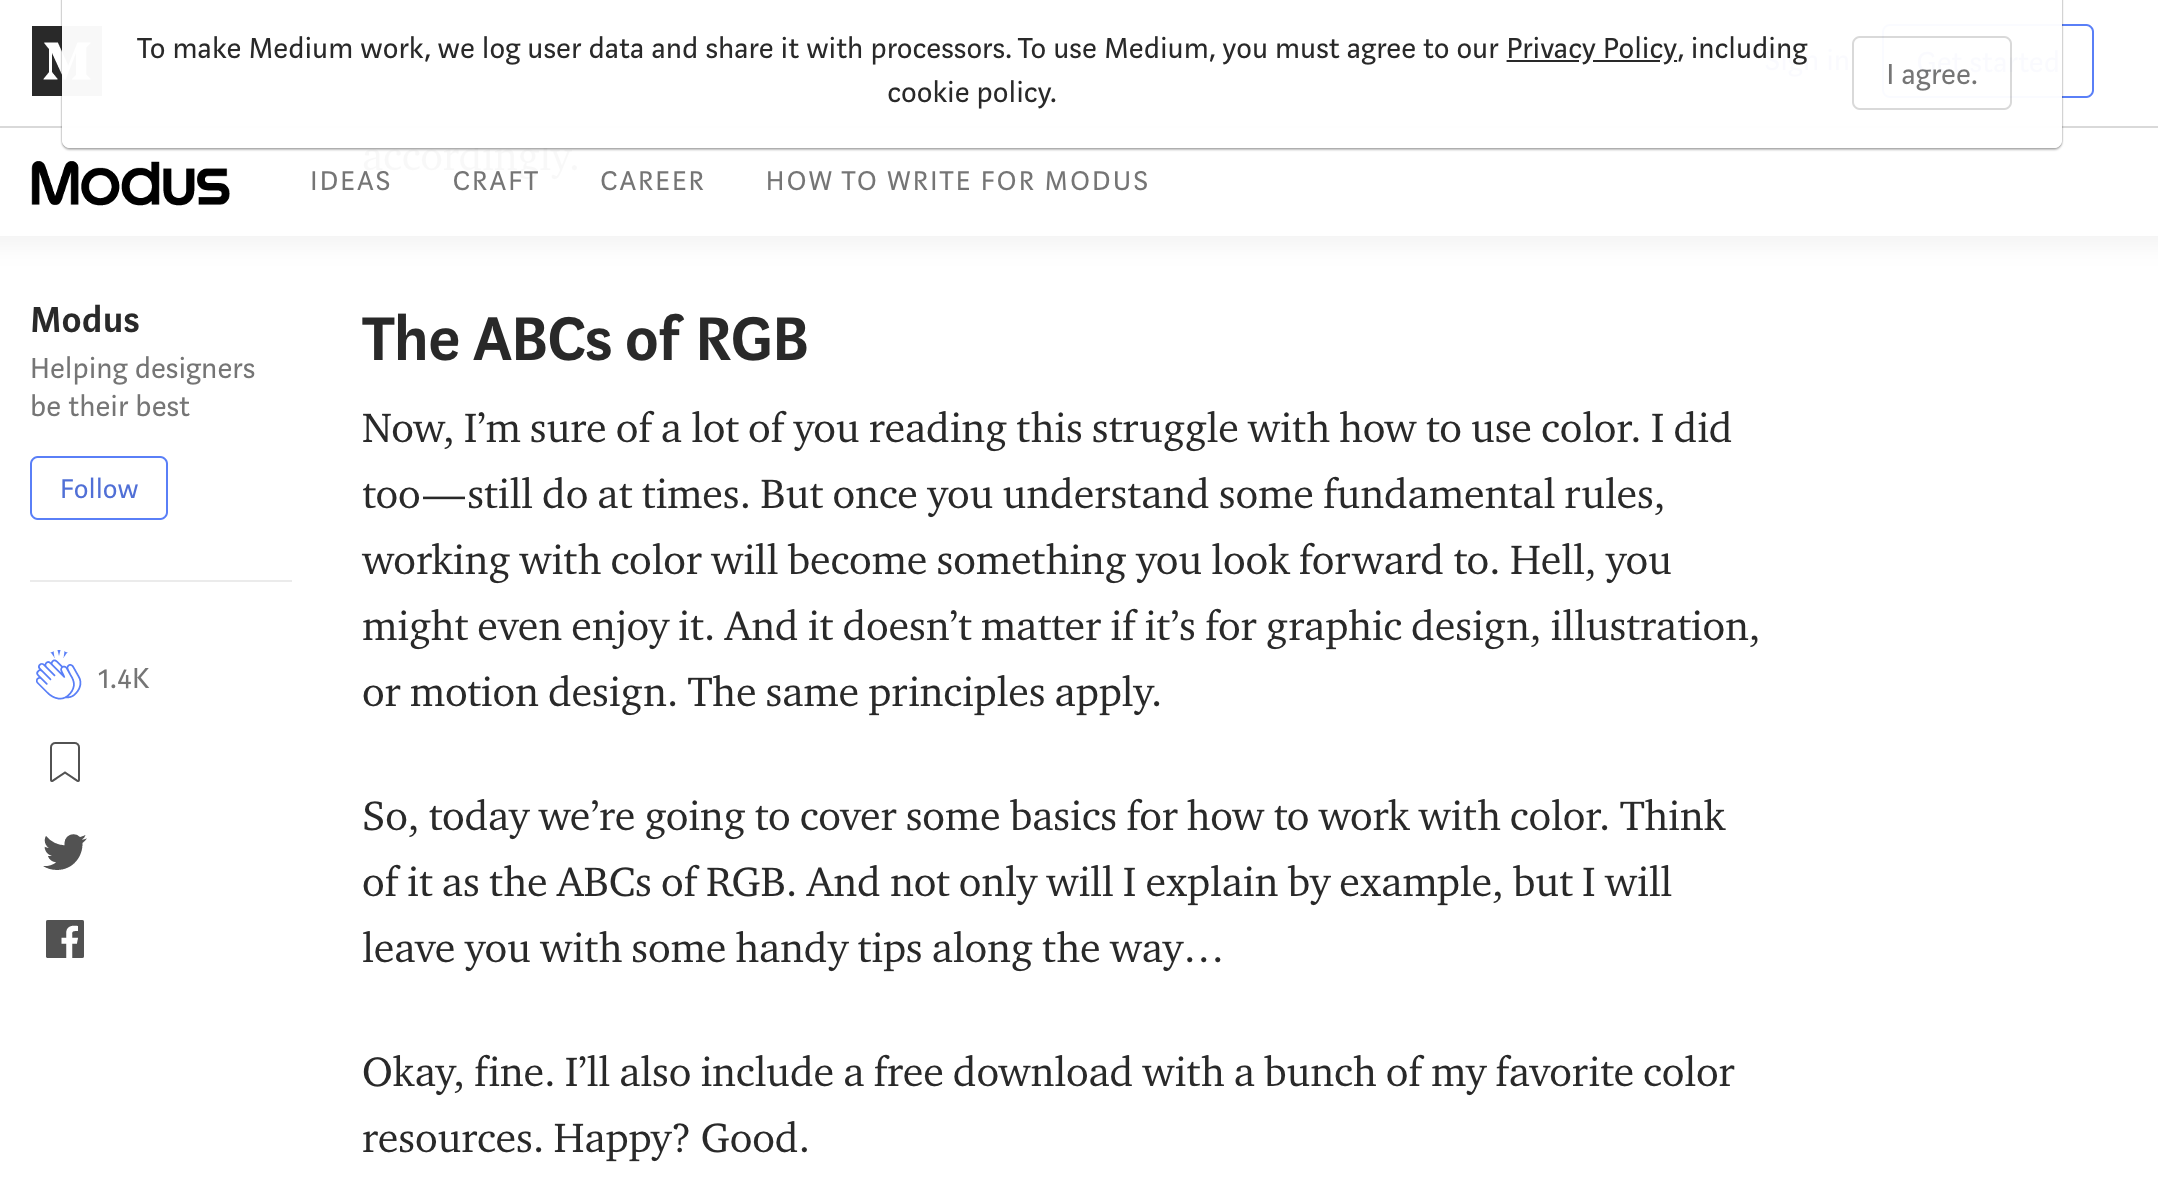 M
To make Medium work, we log user data and share it with processors. To use Medium, you must agree to our Privacy Policy, including
cookie policy.
Sign in
Get started
I agree.
accordingly.
Modus
IDEAS
CRAFT
CAREER
HOW TO WRITE FOR MODUS
Modus
Helping designers
be their best
Follow
1.4K
The ABCs of RGB
Now, I’m sure of a lot of you reading this struggle with how to use color. I did
too—still do at times. But once you understand some fundamental rules,
working with color will become something you look forward to. Hell, you
might even enjoy it. And it doesn’t matter if it’s for graphic design, illustration,
or motion design. The same principles apply.
So, today we’re going to cover some basics for how to work with color. Think
of it as the ABCs of RGB. And not only will I explain by example, but I will
leave you with some handy tips along the way…
Okay, fine. I’ll also include a free download with a bunch of my favorite color
resources. Happy? Good.